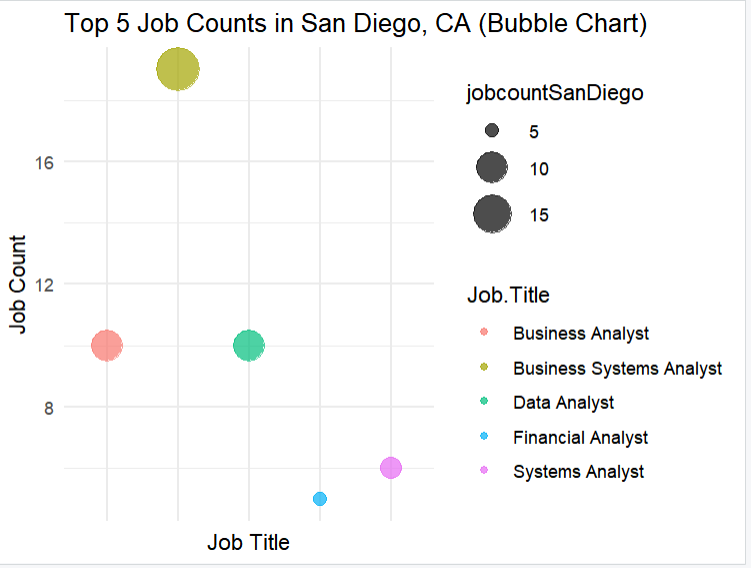 Top 5 Job Counts in San Diego, CA (Bubble Chart)
Job Count
16
12
8
Job Title
jobcountSanDiego
5
10
15
Job.Title
Business Analyst
Business Systems Analyst
Data Analyst
Financial Analyst
Systems Analyst